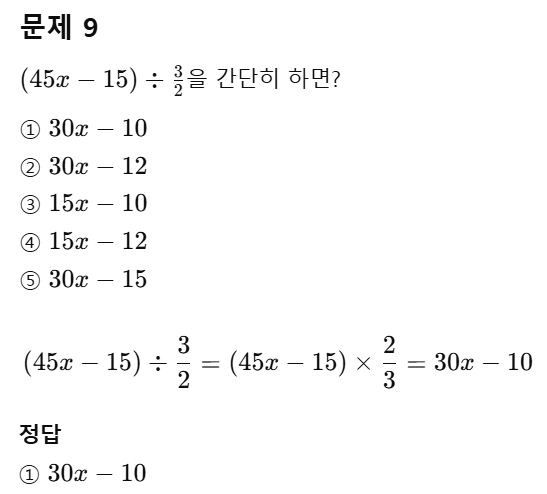 문제 9
(45x − 15) ÷ 3/2을 간단히 하면?
① 30x − 10
② 30x − 12
③ 15x − 10
④ 15x − 12
⑤ 30x − 15
(45x − 15) ÷ 3/2 = (45x − 15) × 2/3 = 30x − 10
정답
① 30x − 10